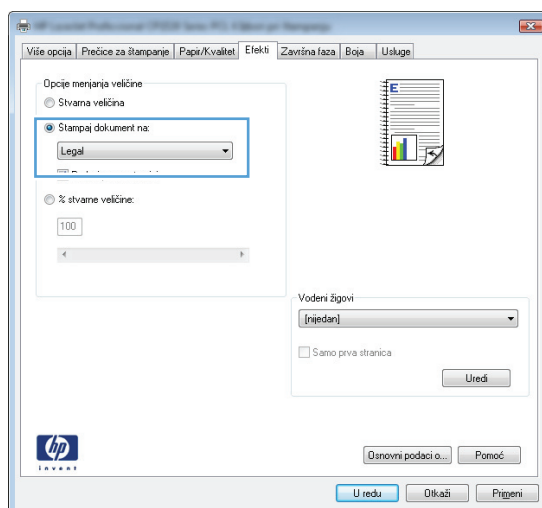 Više opcija
Prečice za štampanje
Papir/Kvalitet
Efekti
Završna faza
Boja
Usluge
Opcije menjanja veličine
Stvarna veličina
Štampaj dokument na:
Legal
% stvarne veličine:
100
E
Vodeni žigovi
[nijedan]
Samo prva stranica
Uredi
hp
invent
Osnovni podaci o...
Pomoć
U redu
Otkaži
Primeni